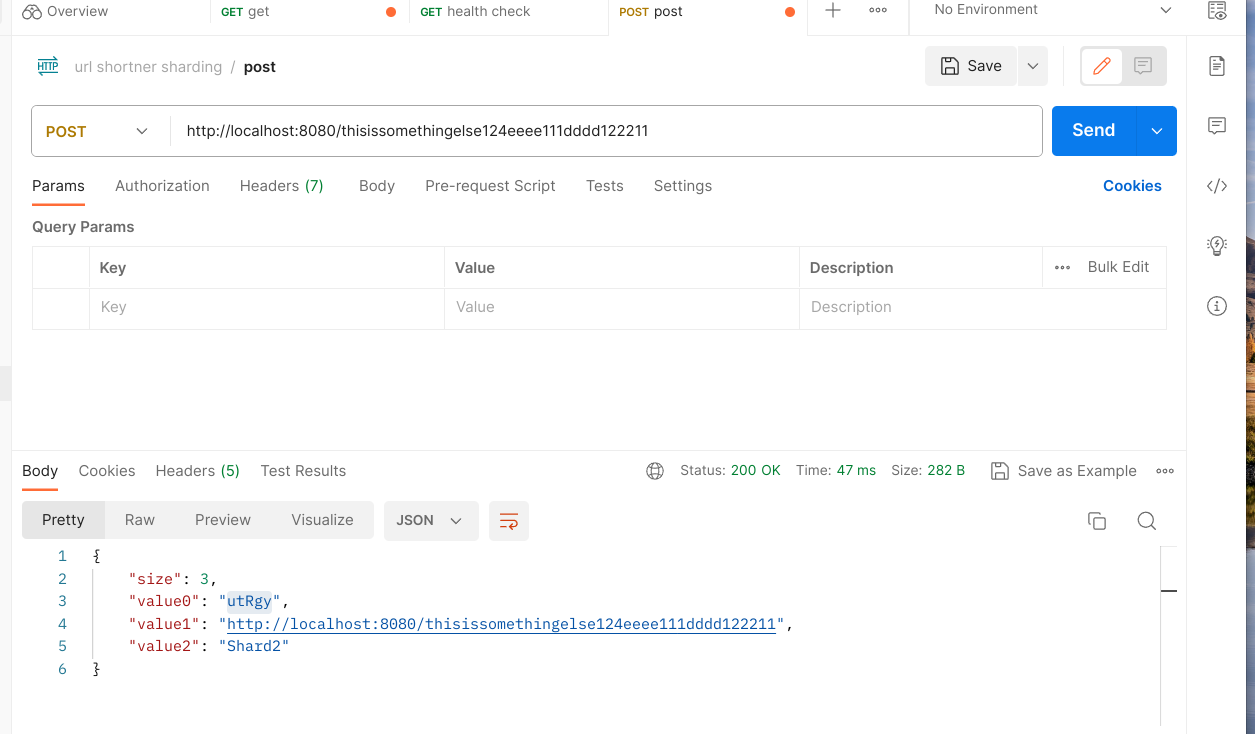 Overview GET get GET health check POST post No Environment
HTTP url shortner sharding / post Save
POST http://localhost:8080/thisissomethingelse124eeee111dddd122211 Send
Params Authorization Headers (7) Body Pre-request Script Tests Settings Cookies
Query Params
Key Value Description Bulk Edit
Key Value Description
Body Cookies Headers (5) Test Results Status: 200 OK Time: 47 ms Size: 282 B Save as Example
Pretty Raw Preview Visualize JSON
1 {
2 "size": 3,
3 "value0": "utRgy",
4 "value1": "http://localhost:8080/thisissomethingelse124eeee111dddd122211",
5 "value2": "Shard2"
6 }